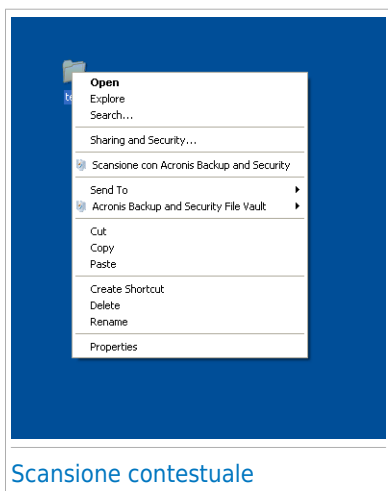 Open
Explore
Search...
Sharing and Security...
Scansione con Acronis Backup and Security
Send To
Acronis Backup and Security File Vault
Cut
Copy
Paste
Create Shortcut
Delete
Rename
Properties
Scansione contestuale